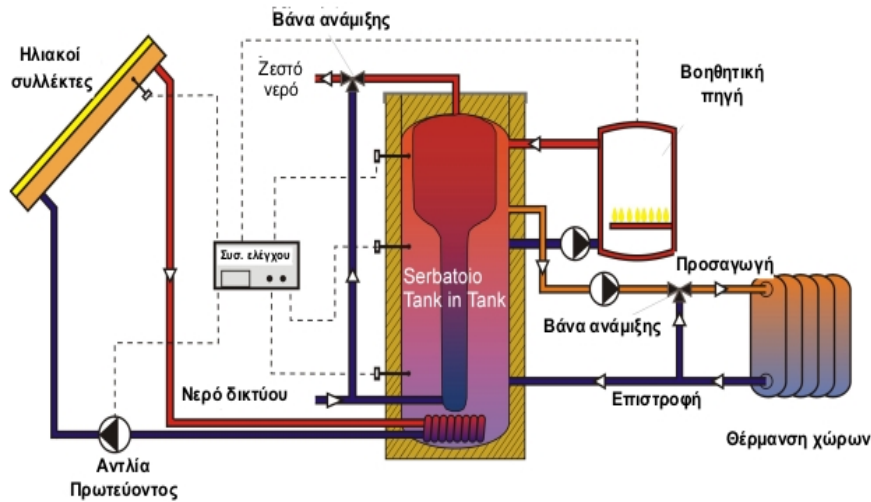 Βάνα ανάμιξης
Ηλιακοί
συλλέκτες
Ζεστό
νερό
Βοηθητική
πηγή
Συσ. ελέγχου
Serbatoio
Tank in Tank
Προσαγωγή
Βάνα ανάμιξης
Νερό δικτύου
Επιστροφή
Θέρμανση χώρων
Αντλία
Πρωτεύοντος